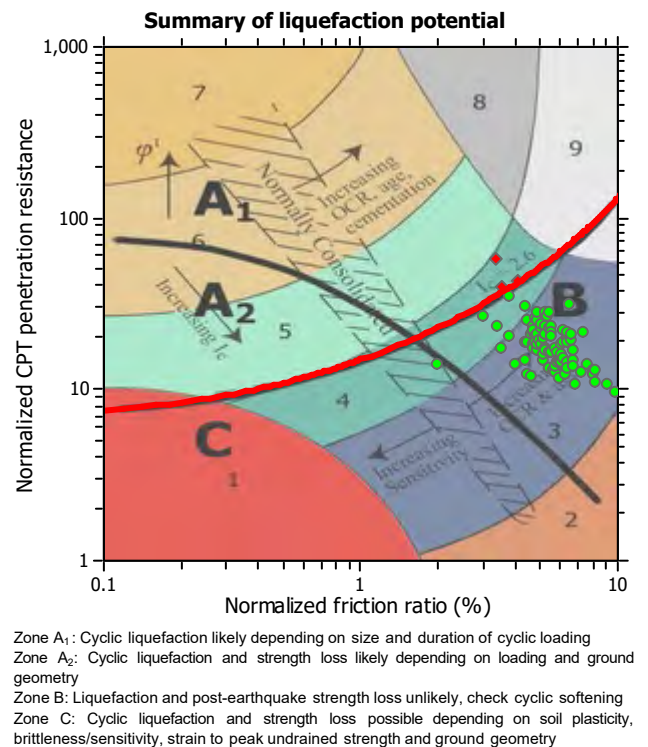 Summary of liquefaction potential
Normalized CPT penetration resistance
1,000
100
10
1
7
8
9
φ'
A1
Increasing
OCR, age,
cementation
Normally Consolidated
6
A2
Increasing Ic
5
2.6
B
4
Increasing
3
Increasing
Sensitivity
C
1
2
0.1
1
10
Normalized friction ratio (%)
Zone A1: Cyclic liquefaction likely depending on size and duration of cyclic loading
Zone A2: Cyclic liquefaction and strength loss likely depending on loading and ground
geometry
Zone B: Liquefaction and post-earthquake strength loss unlikely, check cyclic softening
Zone C: Cyclic liquefaction and strength loss possible depending on soil plasticity,
brittleness/sensitivity, strain to peak undrained strength and ground geometry